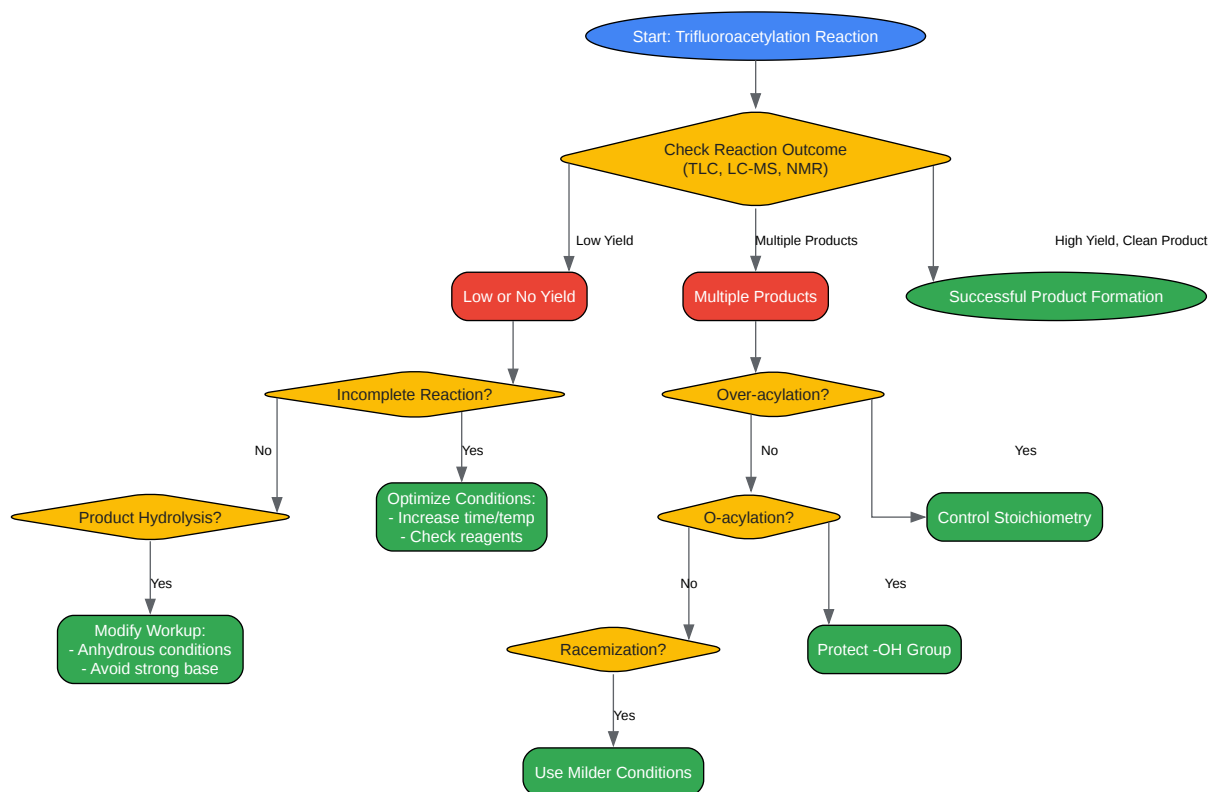 Start: Trifluoroacetylation Reaction
Check Reaction Outcome
(TLC, LC-MS, NMR)
Low Yield
Multiple Products
High Yield, Clean Product
Low or No Yield
Multiple Products
Successful Product Formation
Incomplete Reaction?
Over-acylation?
No
Yes
No
Yes
Product Hydrolysis?
Optimize Conditions:
- Increase time/temp
- Check reagents
O-acylation?
Control Stoichiometry
Yes
No
Yes
Modify Workup:
- Anhydrous conditions
- Avoid strong base
Racemization?
Protect -OH Group
Yes
Use Milder Conditions